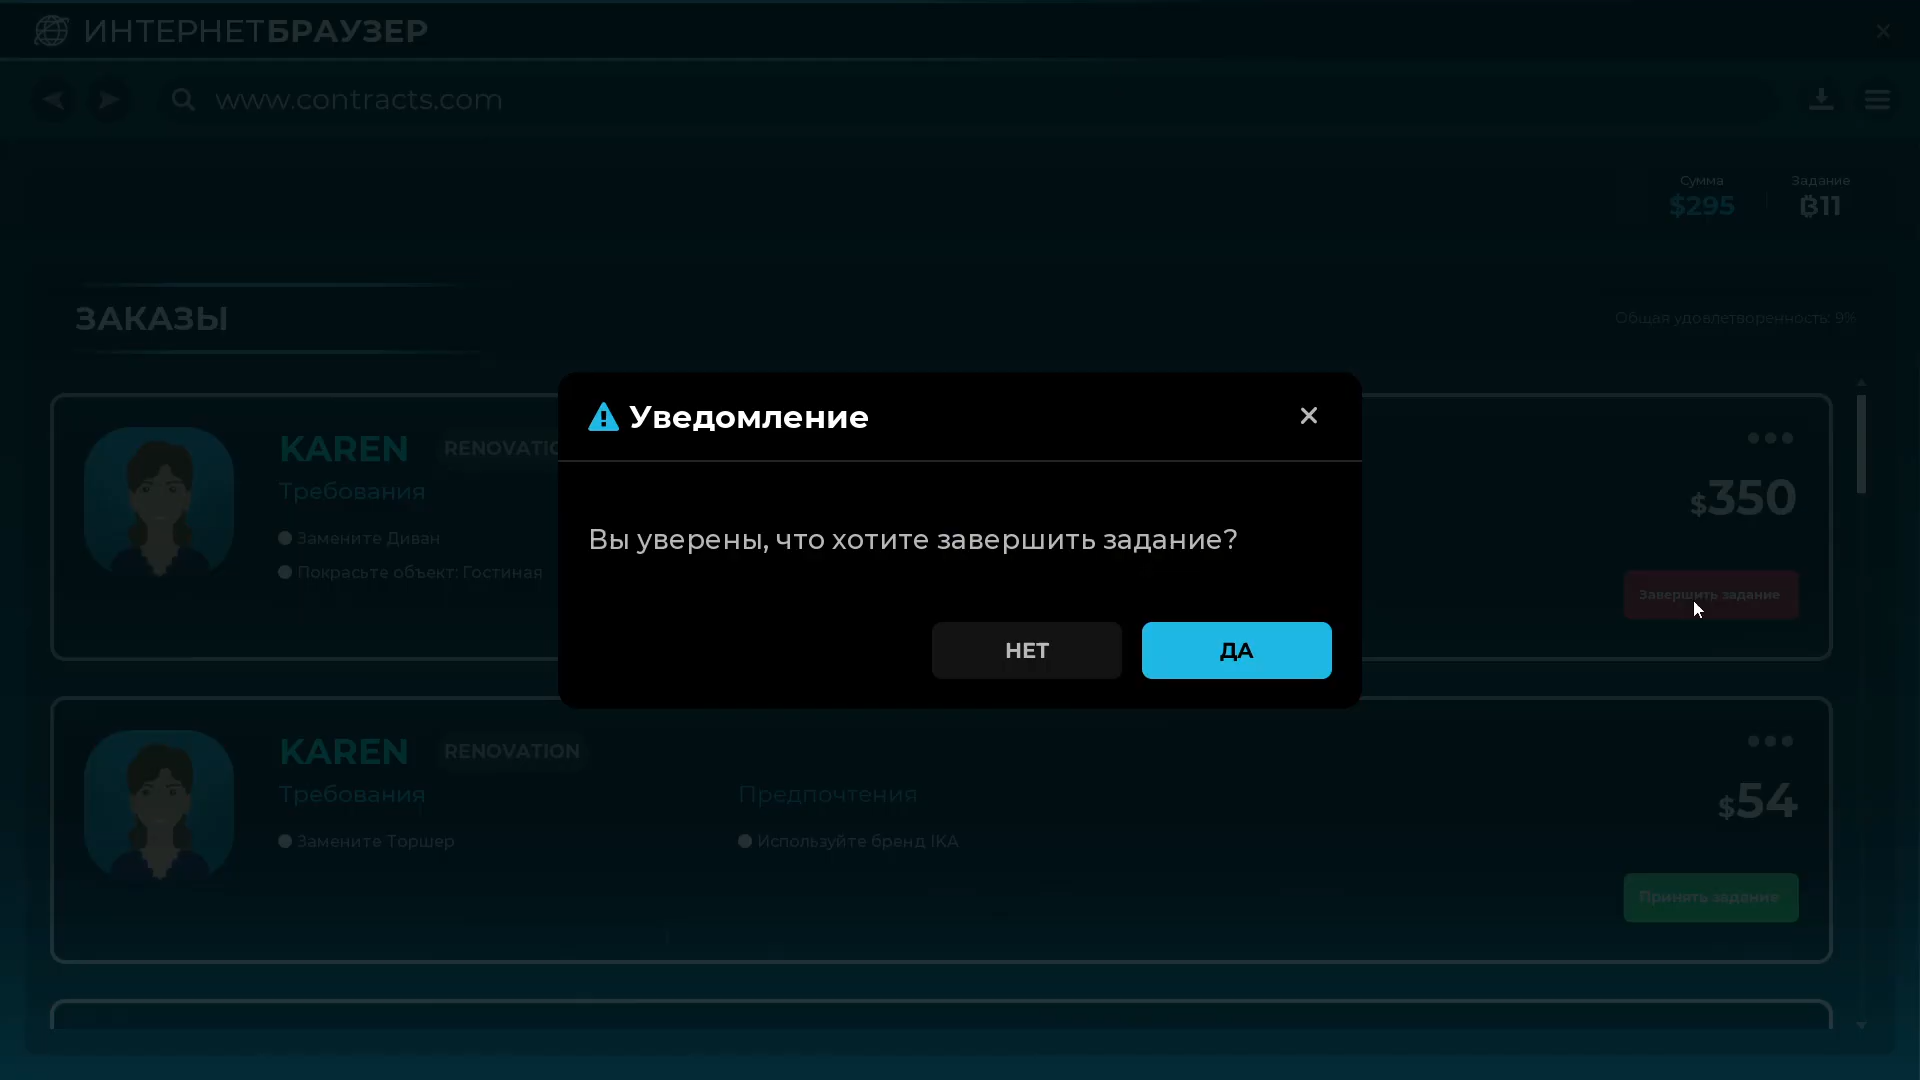 ИНТЕРНЕТБРАУЗЕР
www.contracts.com
Сумма
$295
Задание
₿11
ЗАКАЗЫ
Общая удовлетворенность: 9%
Уведомление
Вы уверены, что хотите завершить задание?
НЕТ
ДА
KAREN
Требования
Замените Диван
Покрасьте объект: Гостиная
$350
Завершить задание
KAREN
RENOVATION
Требования
Замените Торшер
Предпочтения
Используйте бренд IKA
$54
Принять задание